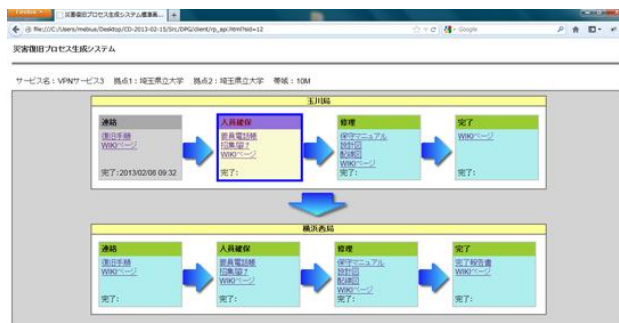 Firefox
災害復旧プロセス生成システム標準画...
file:///C:/Users/mebius/Desktop/CD-2013-02-15/Src/DPG/client/rp_epi.html?sid=12
Google
災害復旧プロセス生成システム
サービス名：VPNサービス3 拠点1：埼玉県立大学 拠点2：埼玉県立大学 帯域：10M
玉川局
連絡 人員確保 修理 完了
復旧手順 要員電話帳 保守マニュアル WIKIページ
WIKIページ 招集届け 設計図
WIKIページ 配線図
WIKIページ
完了：2013/02/08 09:32 完了： 完了： 完了：
横浜西局
連絡 人員確保 修理 完了
復旧手順 要員電話帳 保守マニュアル 完了報告書
WIKIページ 招集届け 設計図 WIKIページ
WIKIページ 配線図
WIKIページ
完了： 完了： 完了： 完了：